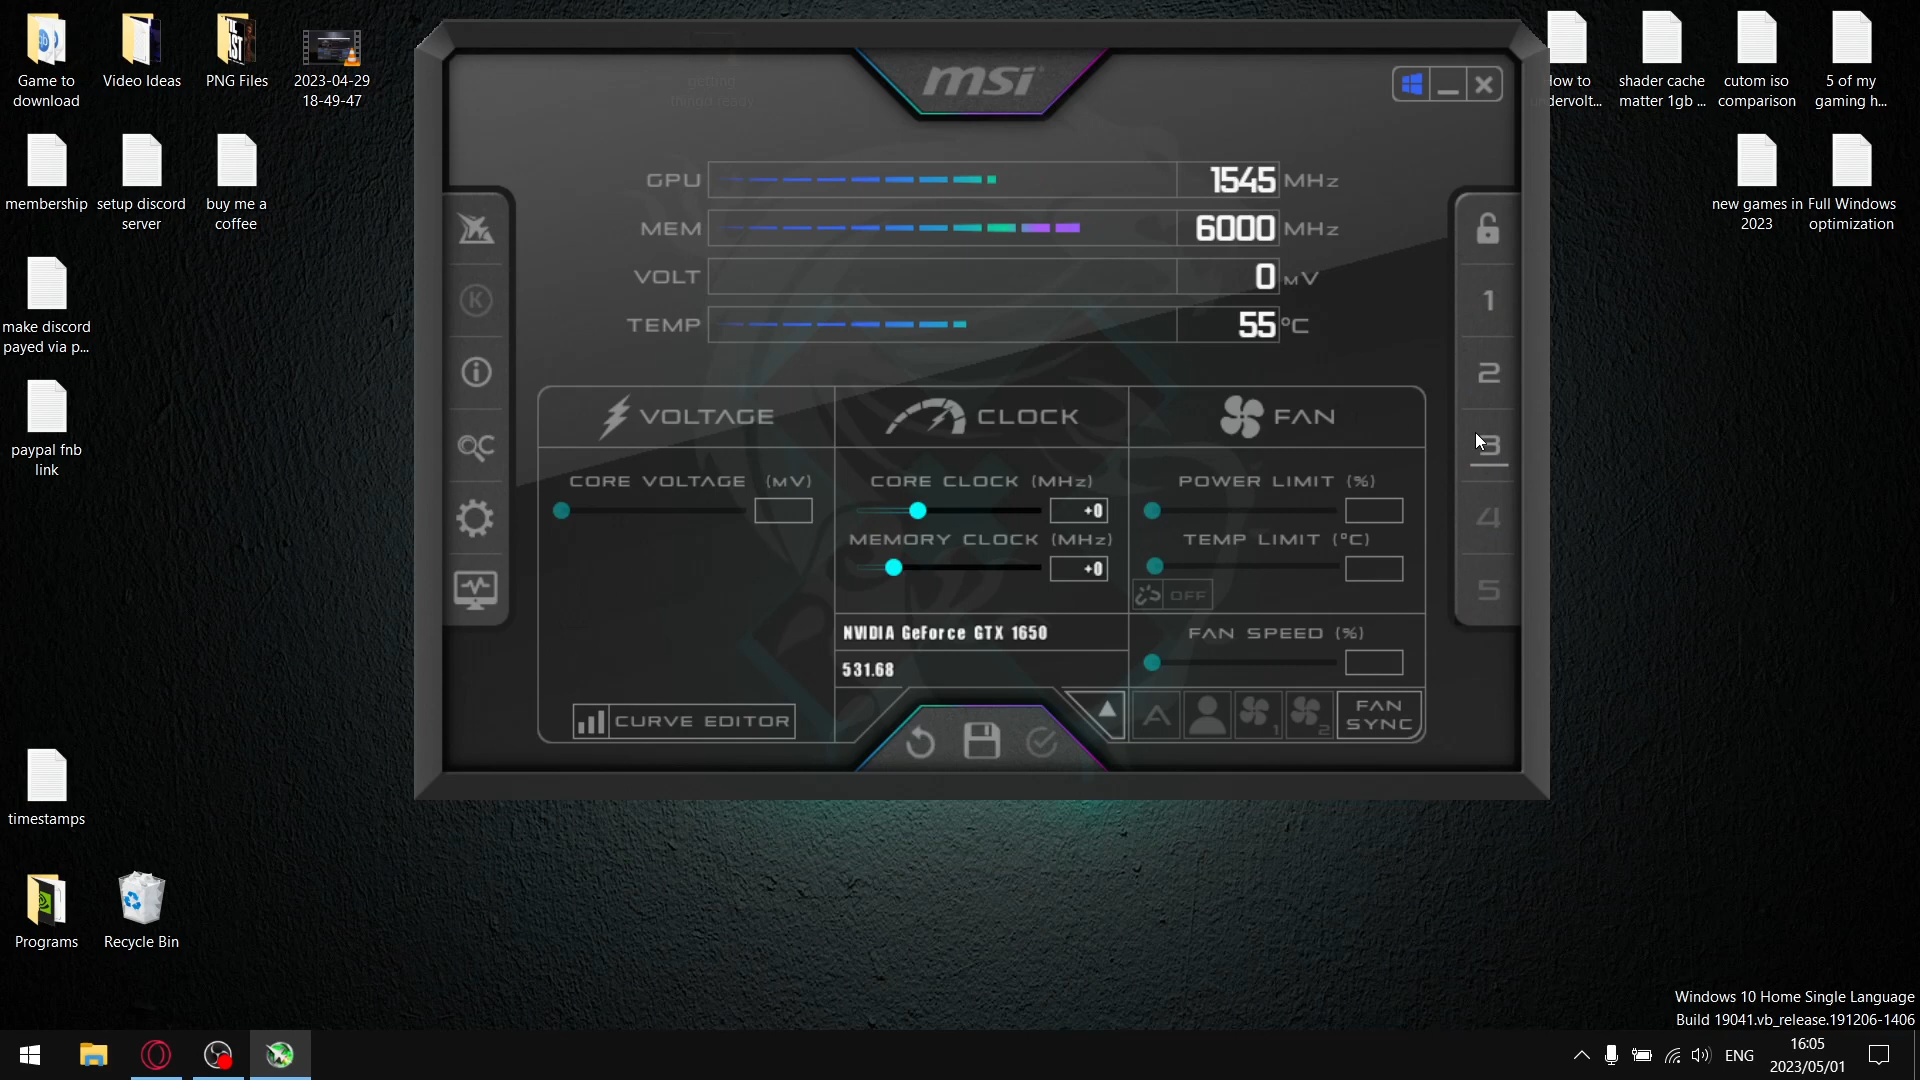 Game to
download
Video Ideas
PNG Files
2023-04-29
18-49-47
membership
setup discord
server
buy me a
coffee
make discord
payed via p...
paypal fnb
link
timestamps
Programs
Recycle Bin
getting
msi
GPU 1545 MHz
MEM 6000 MHz
VOLT 0 mV
TEMP 55 °C
K
i
VOLTAGE
CORE VOLTAGE (MV)
CURVE EDITOR
CLOCK
CORE CLOCK (MHz)
+0
MEMORY CLOCK (MHz)
+0
NVIDIA GeForce GTX 1650
531.68
FAN
POWER LIMIT (%)
TEMP LIMIT (°C)
OFF
FAN SPEED (%)
A
1
2
FAN
SYNC
1
2
3
4
5
How to
undervolt...
shader cache
matter 1gb ...
cutom iso
comparison
5 of my
gaming h...
new games in
2023
Full Windows
optimization
Windows 10 Home Single Language
Build 19041.vb_release.191206-1406
ENG
16:05
2023/05/01